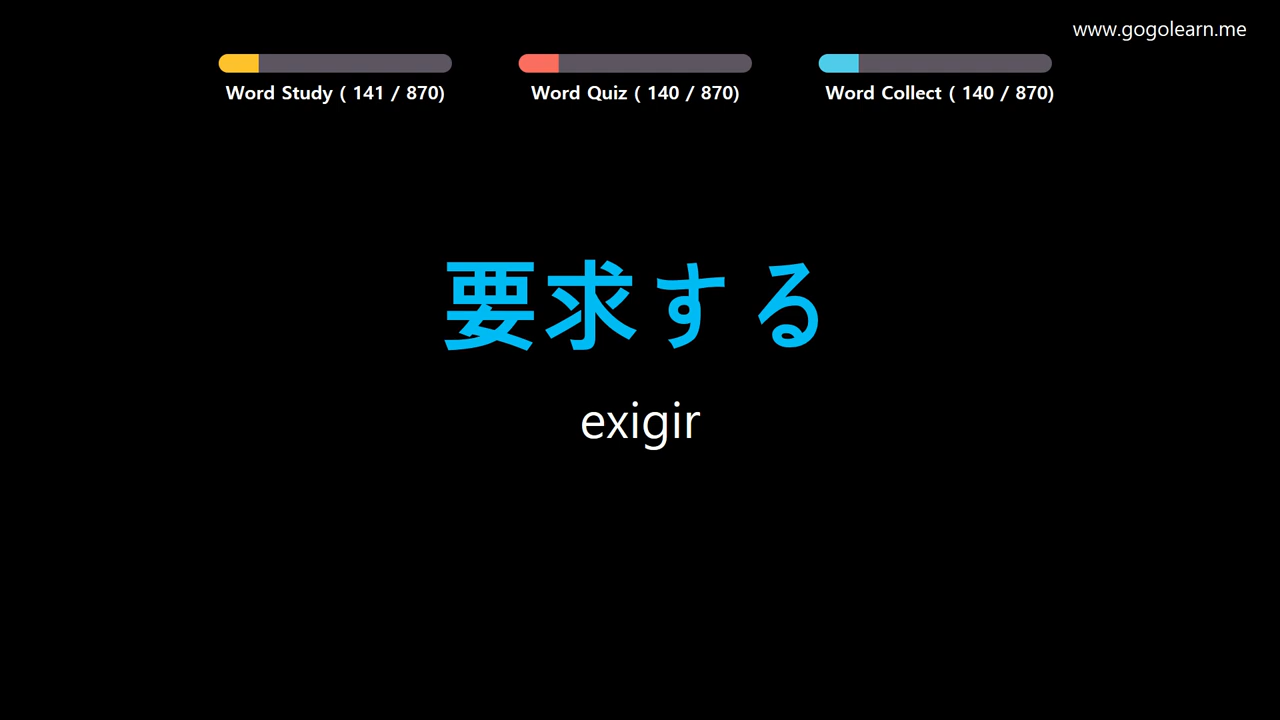 www.gogolearn.me
Word Study ( 141 / 870)
Word Quiz ( 140 / 870)
Word Collect ( 140 / 870)
要求する
exigir